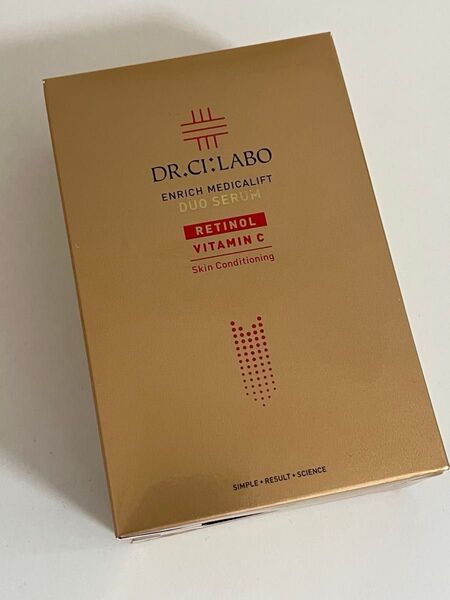 DR.CI:LABO
ENRICH MEDICALIFT
DUO SERUM
RETINOL
VITAMIN C
Skin Conditioning
SIMPLE + RESULT + SCIENCE